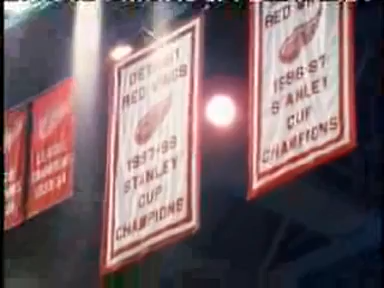 DETROIT
RED WINGS
1997-98
STANLEY
CUP
CHAMPIONS
RED WINGS
1996-97
STANLEY
CUP
CHAMPIONS